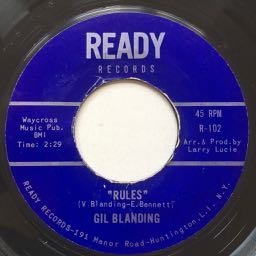 READY
RECORDS
Waycross
Music Pub.
BMI
Time: 2:29
45 RPM
R-102
Arr.& Prod.by
Larry Lucie
"RULES"
(V.Blanding-E.Bennett)
GIL BLANDING
READY RECORDS-191 Manor Road-Huntington,L.I., N.Y.